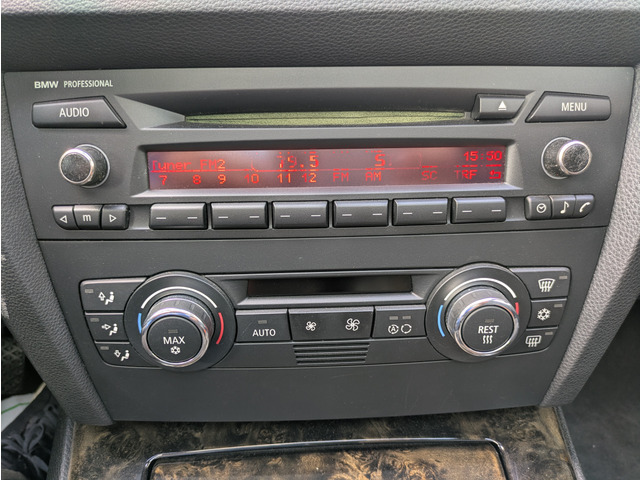 BMW PROFESSIONAL
AUDIO
MENU
Tuner FM2 15:50
7 8 9 10 11 12 FM AM SC
m
AUTO
MAX
REST